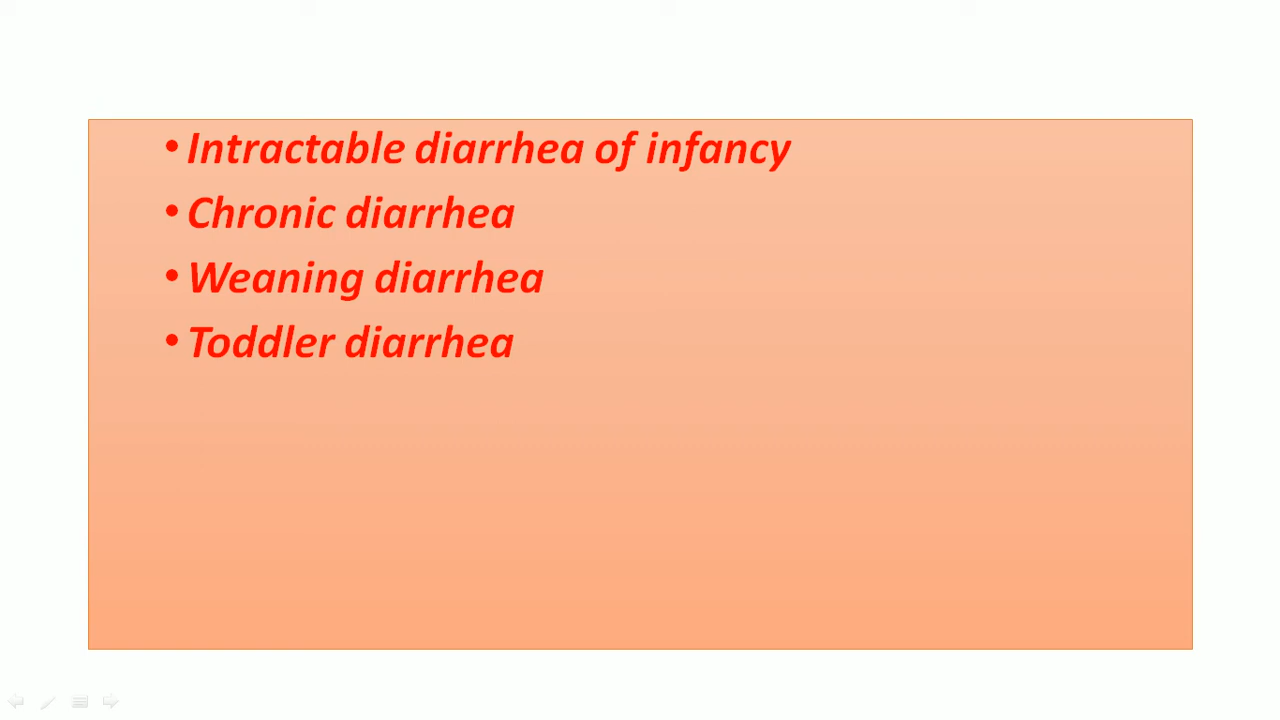 • Intractable diarrhea of infancy
• Chronic diarrhea
• Weaning diarrhea
• Toddler diarrhea